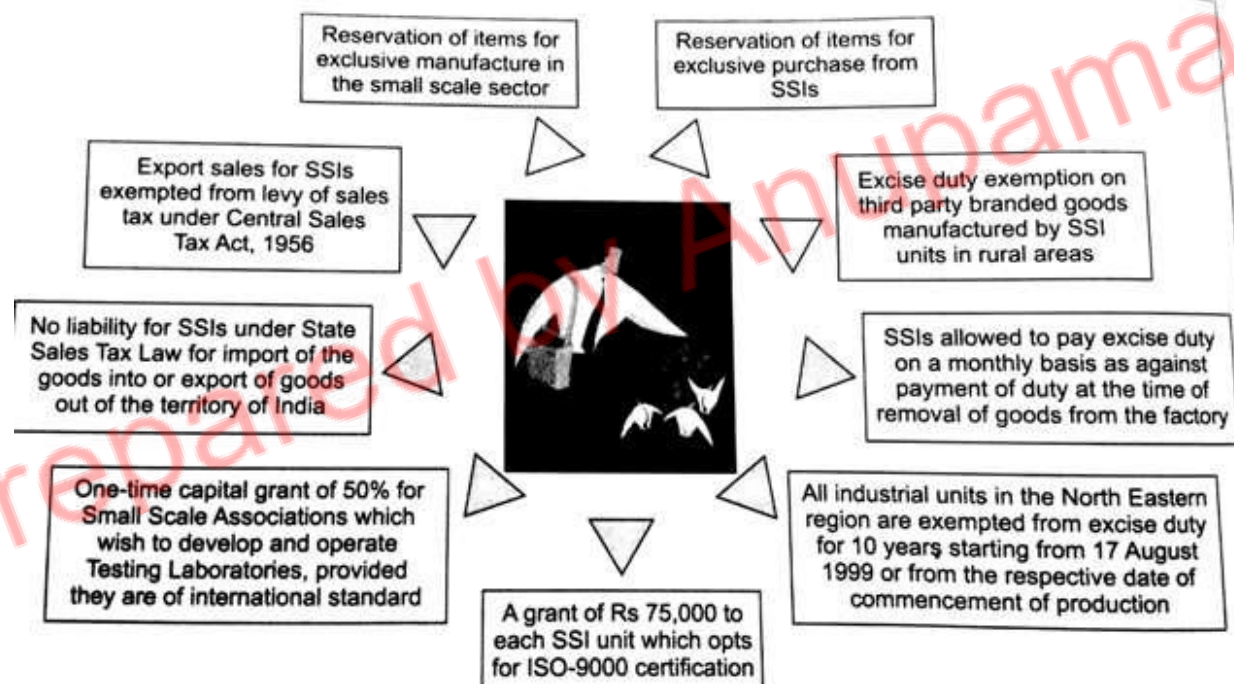 Reservation of items for
exclusive manufacture in
the small scale sector
Reservation of items for
exclusive purchase from
SSIs
Export sales for SSIs
exempted from levy of sales
tax under Central Sales
Tax Act, 1956
Excise duty exemption on
third party branded goods
manufactured by SSI
units in rural areas
No liability for SSIs under State
Sales Tax Law for import of the
goods into or export of goods
out of the territory of India
SSIs allowed to pay excise duty
on a monthly basis as against
payment of duty at the time of
removal of goods from the factory
One-time capital grant of 50% for
Small Scale Associations which
wish to develop and operate
Testing Laboratories, provided
they are of international standard
All industrial units in the North Eastern
region are exempted from excise duty
for 10 years starting from 17 August
1999 or from the respective date of
commencement of production
A grant of Rs 75,000 to
each SSI unit which opts
for ISO-9000 certification
repared by Anupama